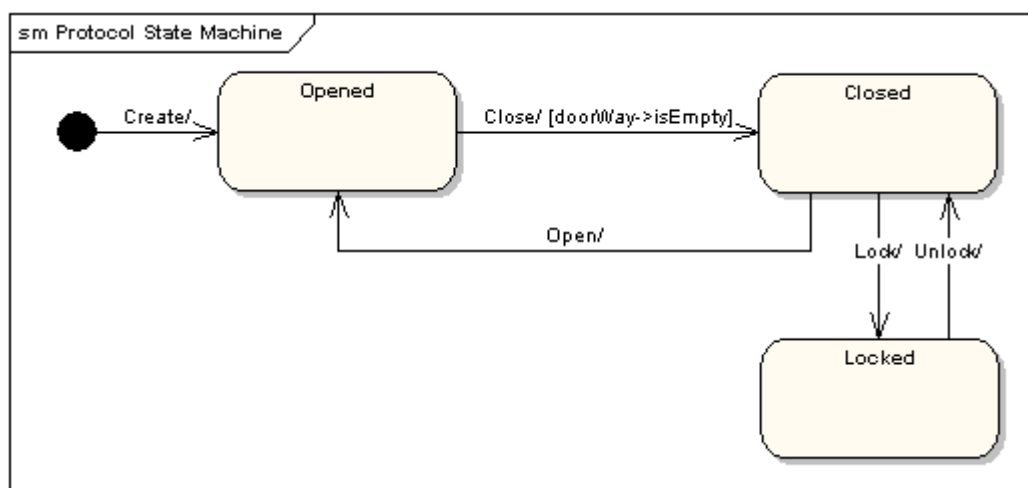 sm Protocol State Machine
Opened
Closed
Create/
Close/ [doorWay->isEmpty]
Open/
Lock/
Unlock/
Locked